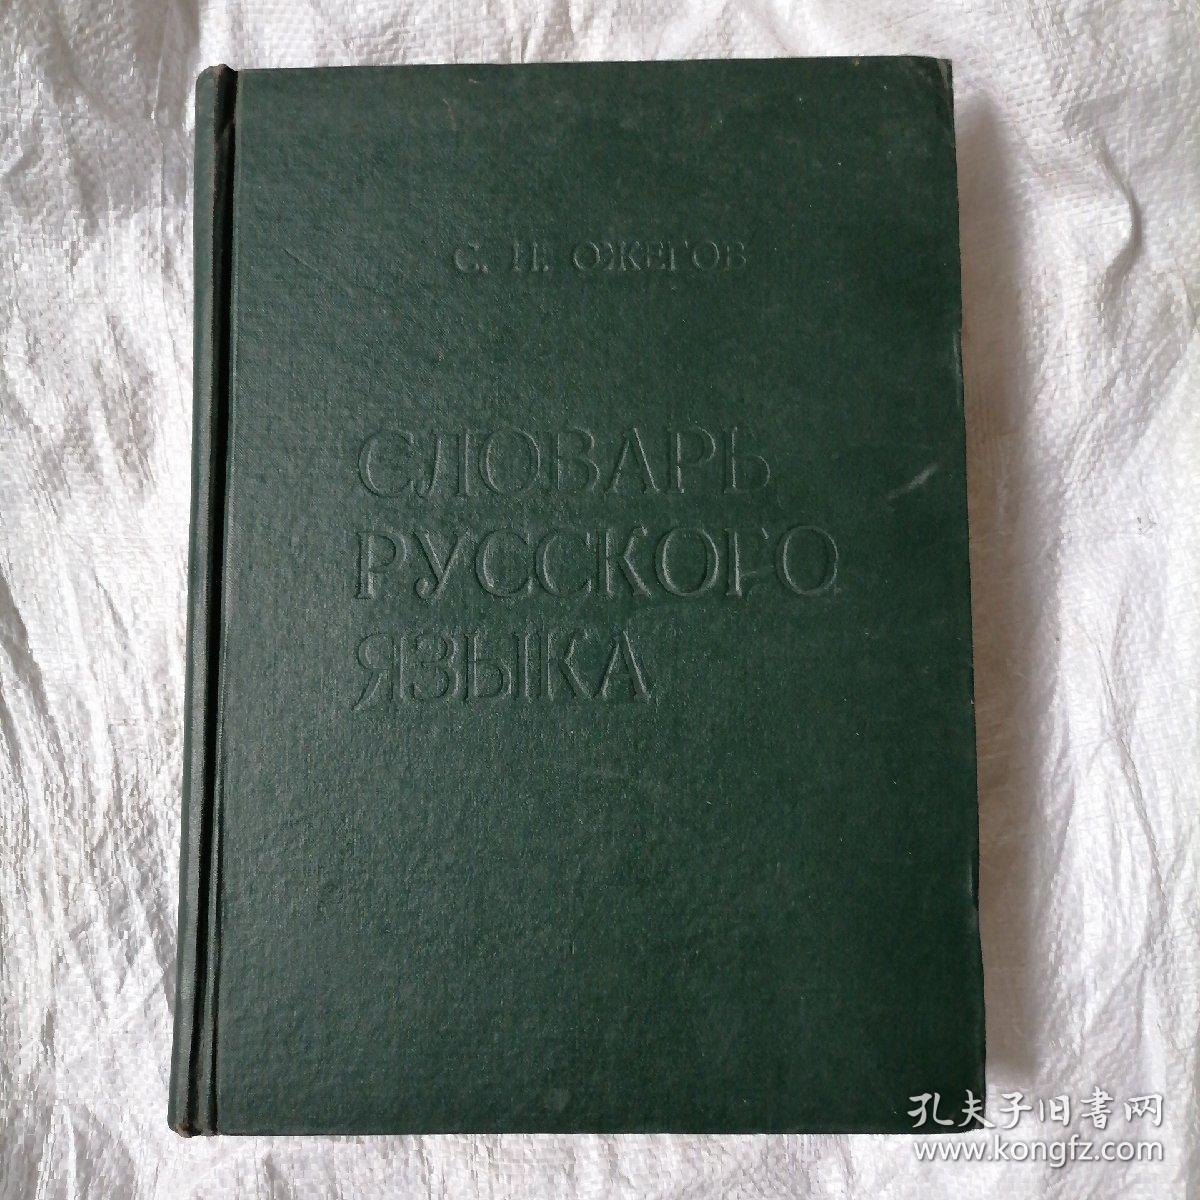 С. И. ОЖЕГОВ
СЛОВАРЬ
РУССКОГО
ЯЗЫКА
孔夫子旧書网
www.kongfz.com